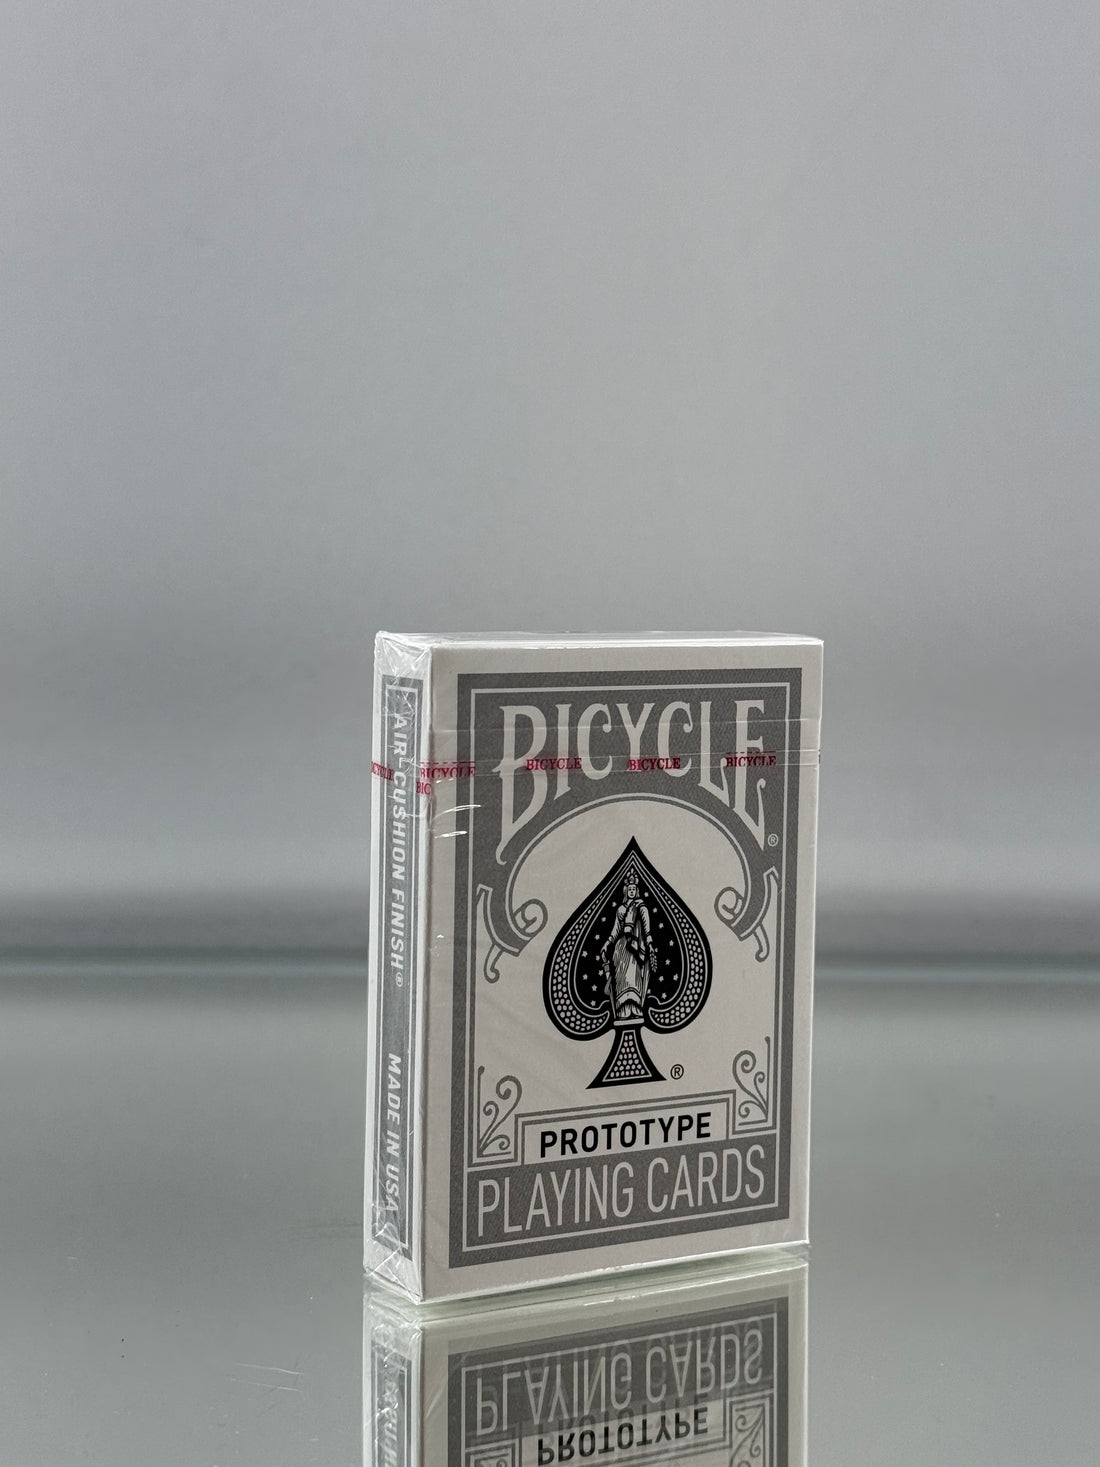 BICYCLE
®
BICYCLE BICYCLE BICYCLE BICYCLE
®
PROTOTYPE
PLAYING CARDS
AIR-CUSHION FINISH® MADE IN USA